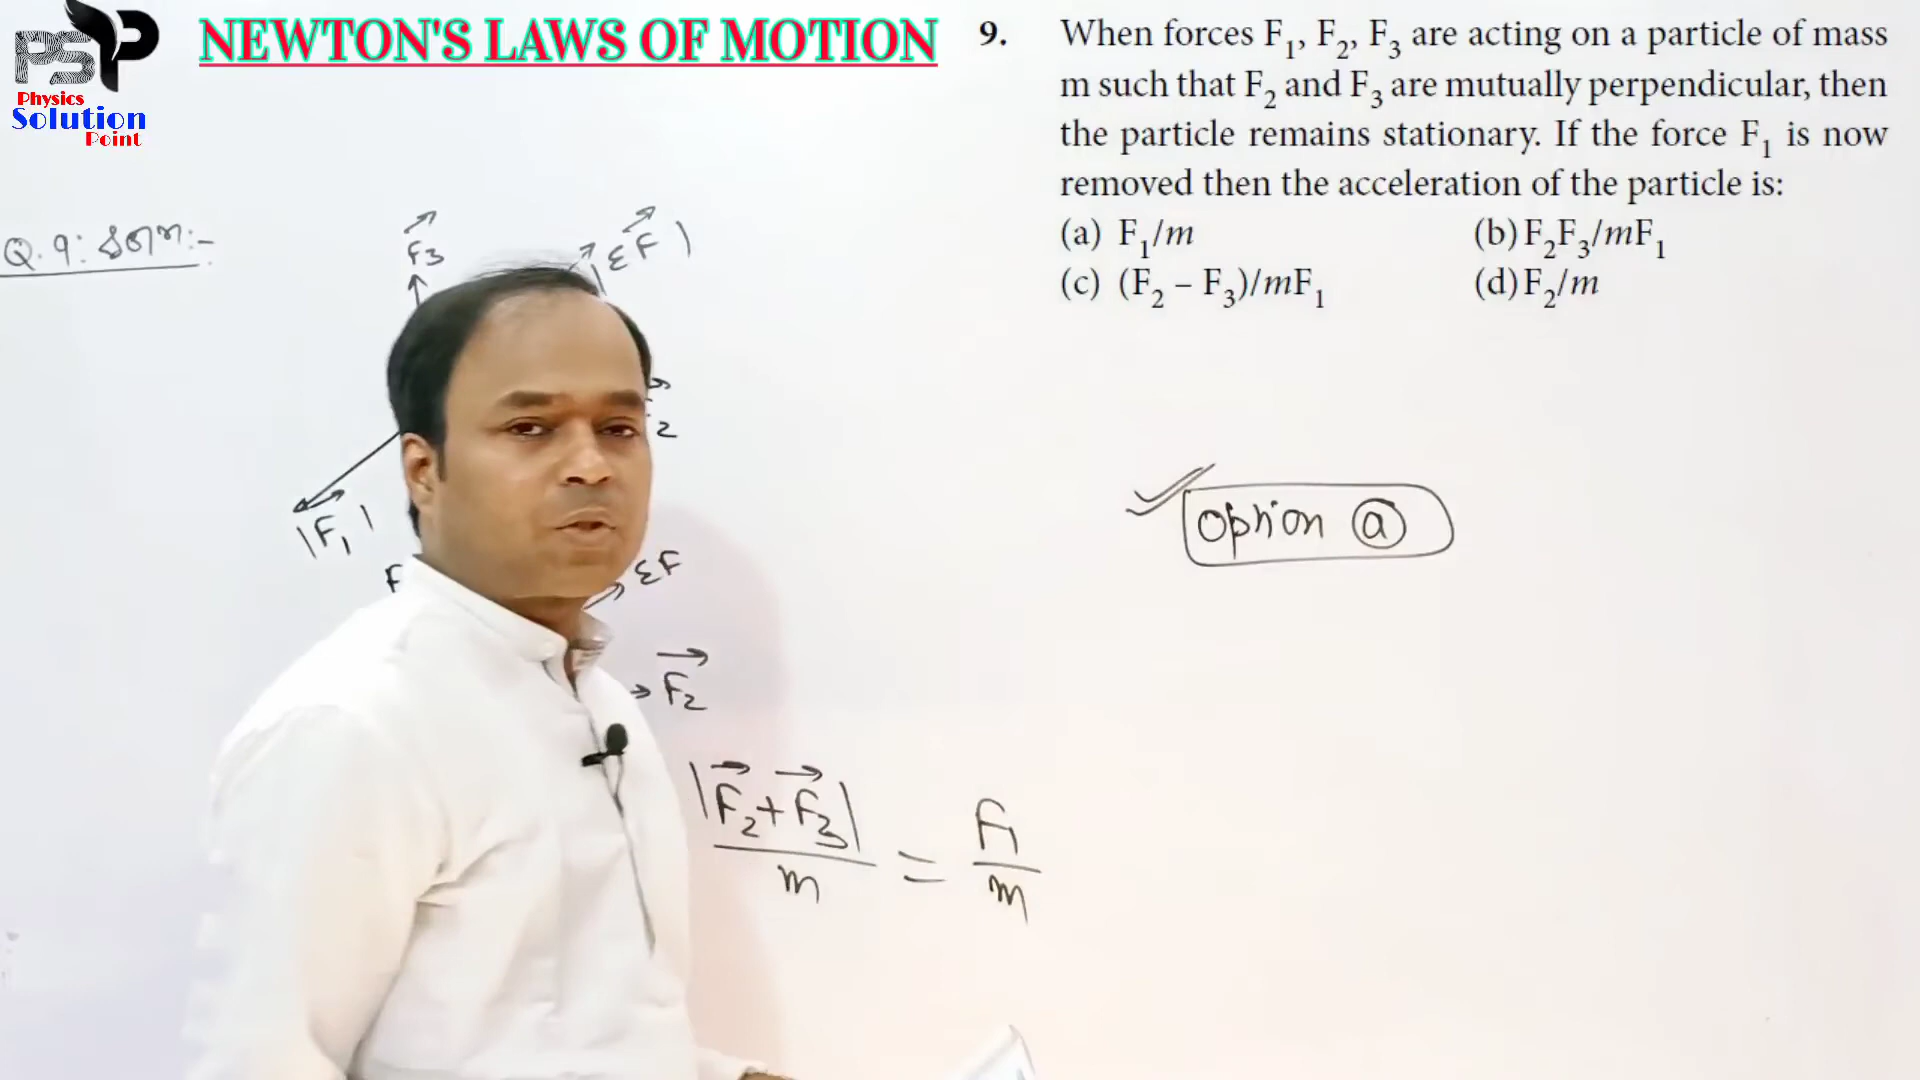 PSP
Physics
Solution
Point
NEWTON'S LAWS OF MOTION
9. When forces F₁, F₂, F₃ are acting on a particle of mass
m such that F₂ and F₃ are mutually perpendicular, then
the particle remains stationary. If the force F₁ is now
removed then the acceleration of the particle is:
(a) F₁/m (b) F₂F₃/mF₁
(c) (F₂ – F₃)/mF₁ (d) F₂/m
Q.9:
F₃
|ΣF|
2
|F₁|
F
ΣF
F₂
|F₂+F₃|/m = F₁/m
Option ⓐ